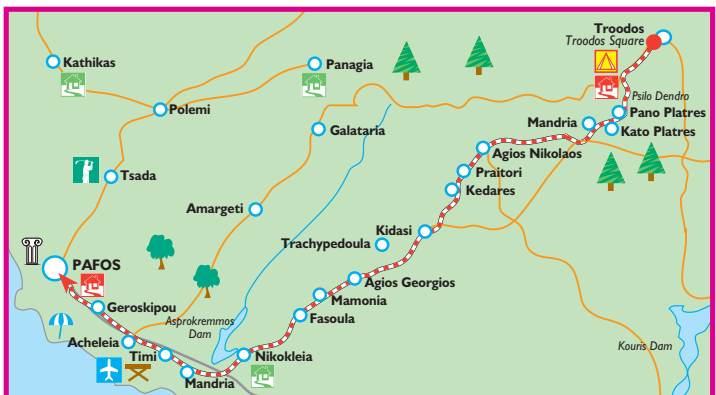 Troodos
Troodos Square
Kathikas
Panagia
Psilo Dendro
Polemi
Pano Platres
Mandria
Kato Platres
Galataria
Agios Nikolaos
Praitori
Tsada
Kedares
Amargeti
Kidasi
Trachypedoula
PAFOS
Agios Georgios
Mamonia
Geroskipou
Fasoula
Asprokremmos
Dam
Acheleia
Kouris Dam
Timi
Nikokleia
Mandria